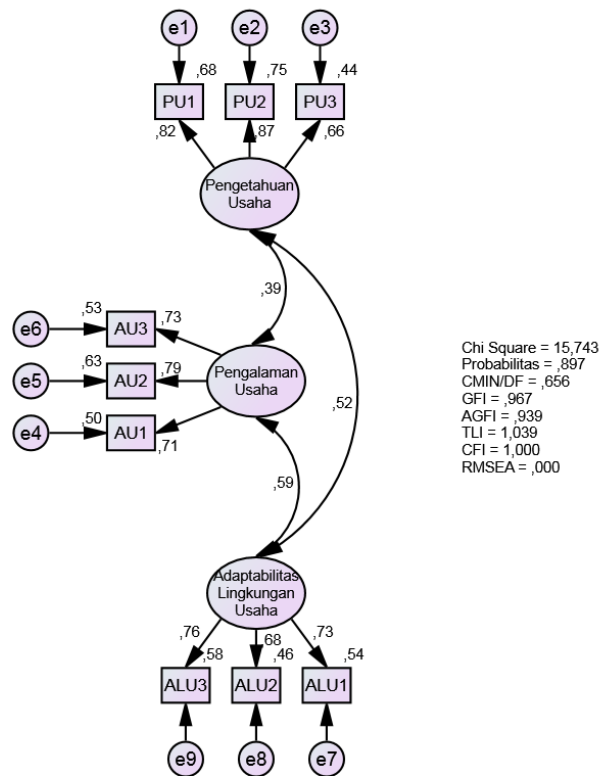 e1
e2
e3
,68
,75
,44
PU1
PU2
PU3
,82
,87
,66
Pengetahuan
Usaha
,39
,53
,73
e6
AU3
,63
,79
e5
AU2
Pengalaman
Usaha
,50
e4
AU1
,71
,52
,59
Chi Square = 15,743
Probabilitas = ,897
CMIN/DF = ,656
GFI = ,967
AGFI = ,939
TLI = 1,039
CFI = 1,000
RMSEA = ,000
Adaptabilitas
Lingkungan
Usaha
,76
,68
,73
,58
,46
,54
ALU3
ALU2
ALU1
e9
e8
e7